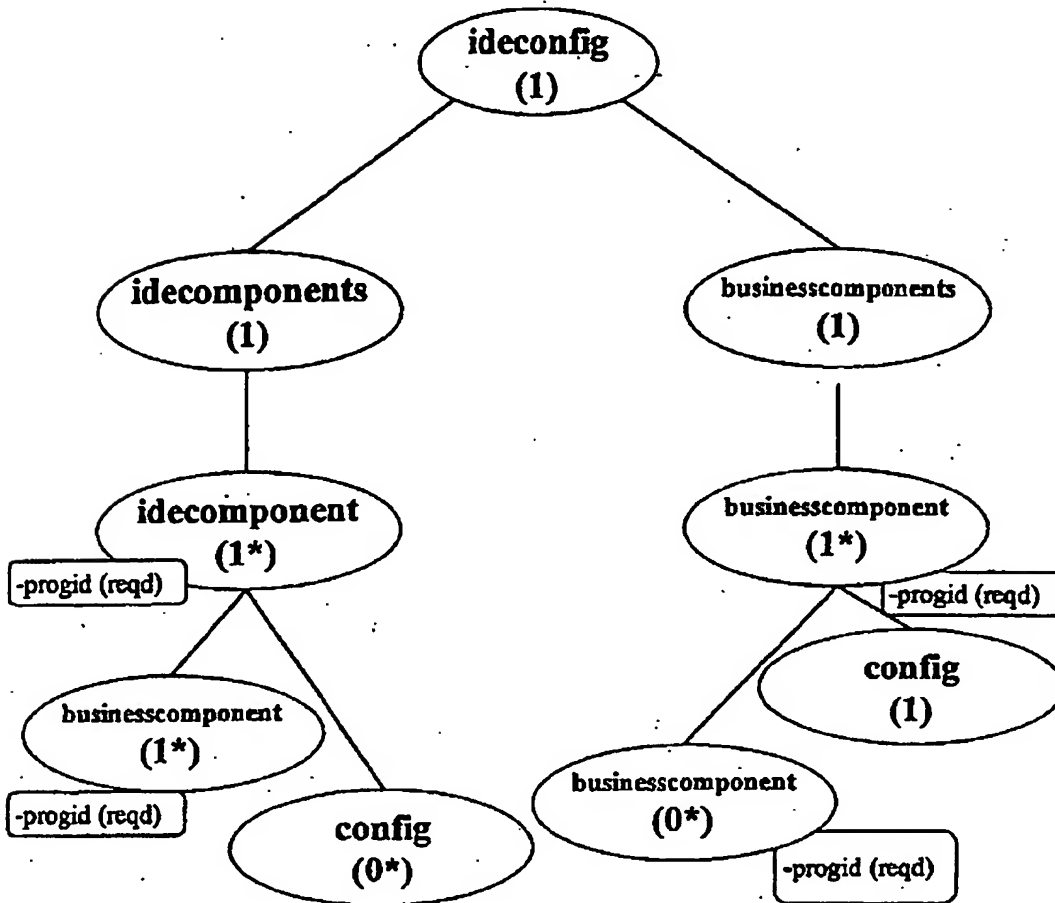 ideconfig
(1)
idecomponents
(1)
businesscomponents
(1)
idecomponent
(1*)
-progid (reqd)
businesscomponent
(1*)
-progid (reqd)
businesscomponent
(1*)
-progid (reqd)
config
(0*)
config
(1)
businesscomponent
(0*)
-progid (reqd)